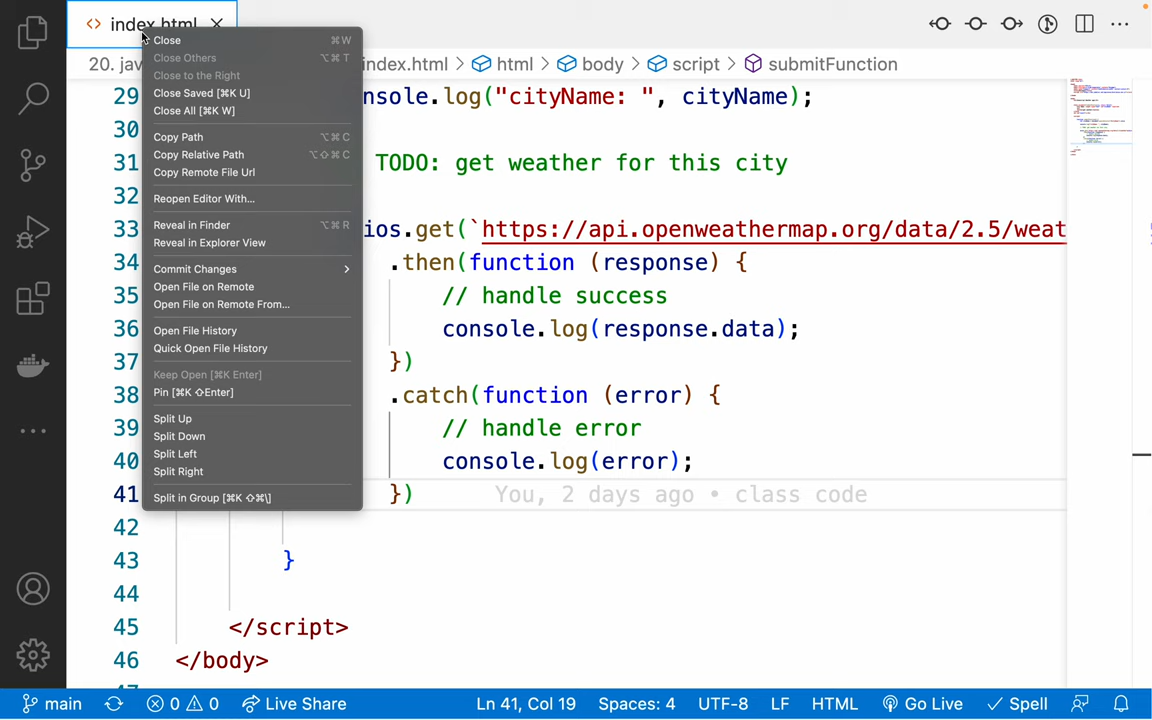 index.html
Close ⌘W
Close Others ⌥⌘T
Close to the Right
Close Saved [⌘K U]
Close All [⌘K W]
Copy Path ⌥⌘C
Copy Relative Path ⌥⇧⌘C
Copy Remote File Url
Reopen Editor With...
Reveal in Finder ⌥⌘R
Reveal in Explorer View
Commit Changes
Open File on Remote
Open File on Remote From...
Open File History
Quick Open File History
Keep Open [⌘K Enter]
Pin [⌘K ⇧Enter]
Split Up
Split Down
Split Left
Split Right
Split in Group [⌘K ⇧⌘\]
20. jav index.html > html > body > script > submitFunction
29 nsole.log("cityName: ", cityName);
30
31 TODO: get weather for this city
32
33 ios.get(`https://api.openweathermap.org/data/2.5/weat
34 .then(function (response) {
35 // handle success
36 console.log(response.data);
37 })
38 .catch(function (error) {
39 // handle error
40 console.log(error);
41 }) You, 2 days ago • class code
42
43 }
44
45 </script>
46 </body>
main 0 0 Live Share Ln 41, Col 19 Spaces: 4 UTF-8 LF HTML Go Live Spell